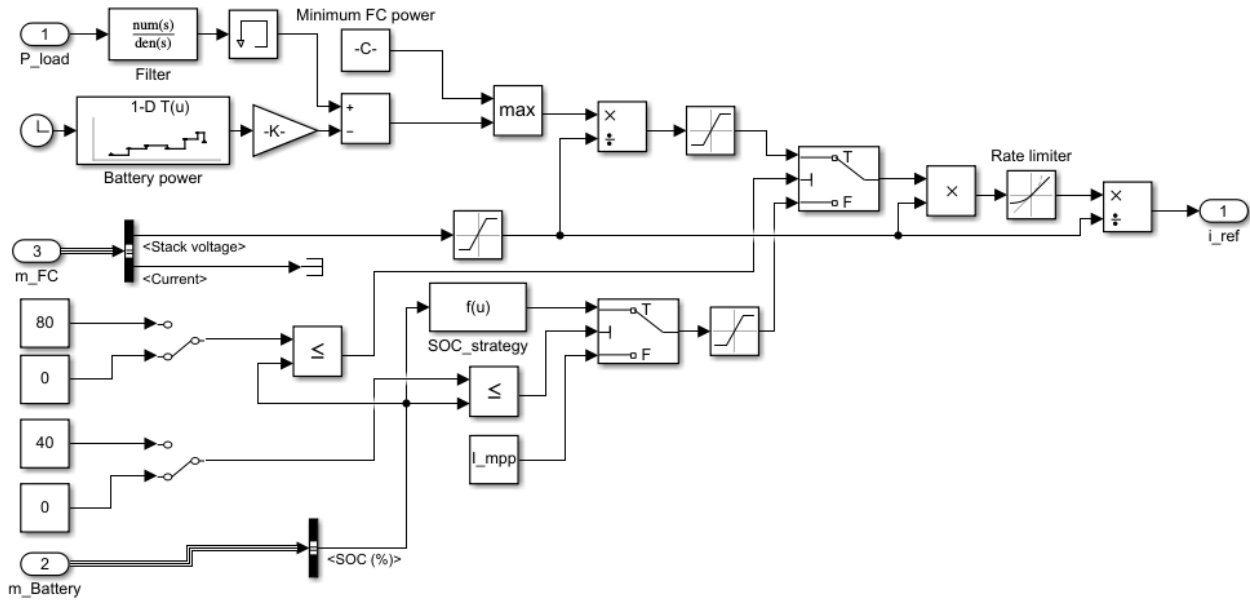 Minimum FC power
1
P_load
num(s)
den(s)
Filter
-C-
1-D T(u)
Battery power
-K-
+
−
max
×
÷
T
F
×
Rate limiter
×
÷
1
i_ref
3
m_FC
<Stack voltage>
<Current>
80
0
≤
f(u)
SOC_strategy
T
F
≤
40
0
I_mpp
2
m_Battery
<SOC (%)>